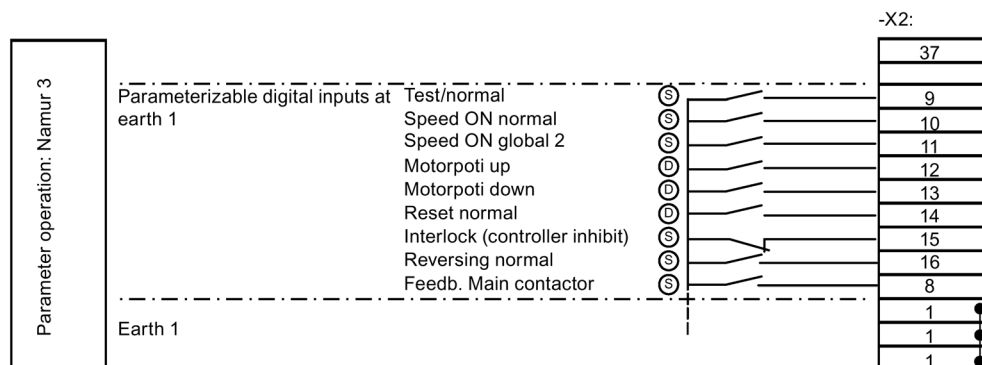 -X2:
37
Parameter operation: Namur 3
Parameterizable digital inputs at
earth 1
Test/normal S 9
Speed ON normal S 10
Speed ON global 2 S 11
Motorpoti up D 12
Motorpoti down D 13
Reset normal D 14
Interlock (controller inhibit) S 15
Reversing normal S 16
Feedb. Main contactor S 8
Earth 1
1
1
1